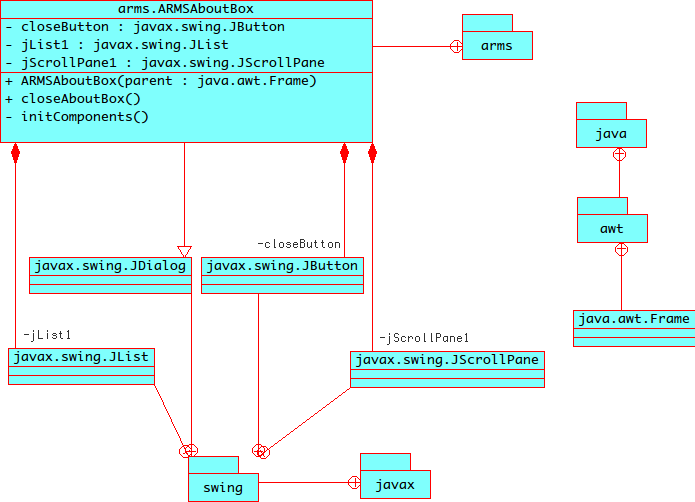 arms.ARMSAboutBox
- closeButton : javax.swing.JButton
- jList1 : javax.swing.JList
- jScrollPane1 : javax.swing.JScrollPane
+ ARMSAboutBox(parent : java.awt.Frame)
+ closeAboutBox()
- initComponents()
arms
java
awt
-closeButton
javax.swing.JDialog
javax.swing.JButton
java.awt.Frame
-jList1
-jScrollPane1
javax.swing.JList
javax.swing.JScrollPane
swing
javax